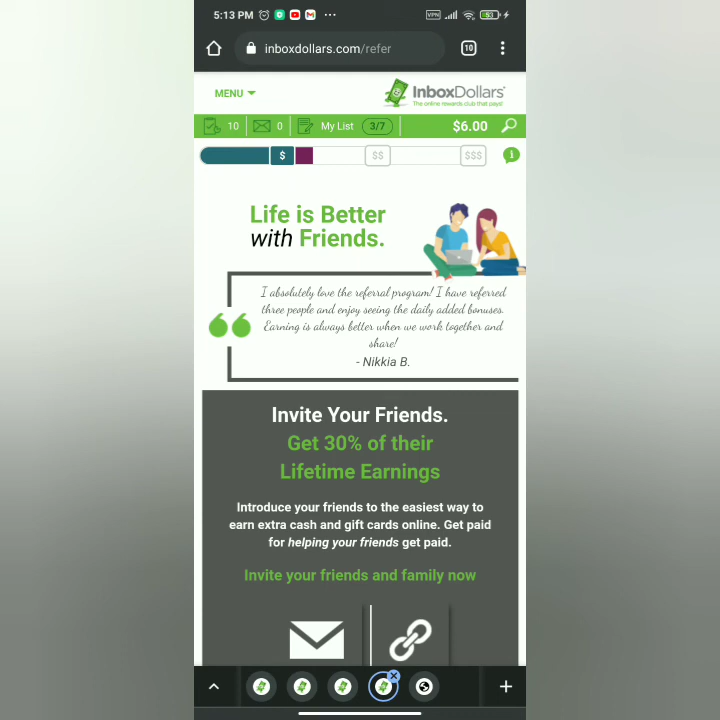 5:13 PM
VPN
53
inboxdollars.com/refer
10
MENU
InboxDollars®
The online rewards club that pays!
10
0
My List
3/7
$6.00
$
$$
$$$
i
Life is Better
with Friends.
I absolutely love the referral program! I have referred
three people and enjoy seeing the daily added bonuses.
Earning is always better when we work together and
share!
- Nikkia B.
Invite Your Friends.
Get 30% of their
Lifetime Earnings
Introduce your friends to the easiest way to
earn extra cash and gift cards online. Get paid
for helping your friends get paid.
Invite your friends and family now